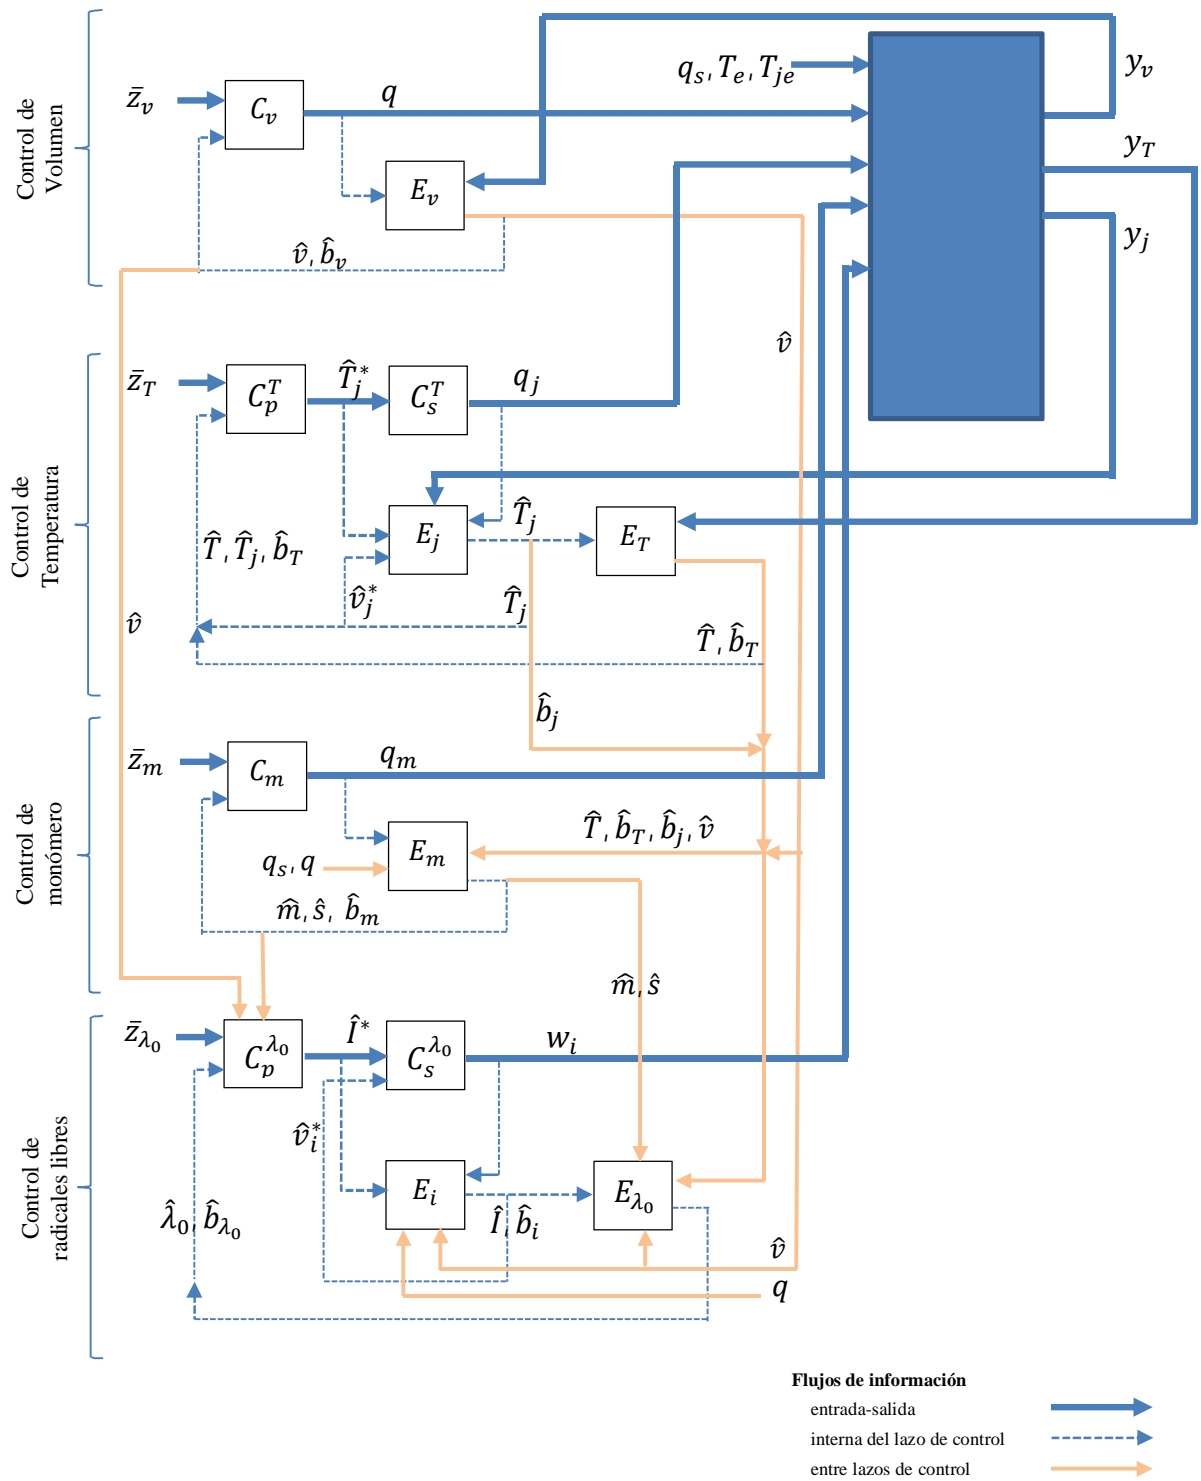 Control de
Volumen
z̄_v
C_v
q
q_s, T_e, T_je
y_v
E_v
y_T
y_j
v̂, b̂_v
v̂
Control de
Temperatura
z̄_T
C_p^T
T̂_j^*
C_s^T
q_j
E_j
T̂_j
E_T
T̂, T̂_j, b̂_T
v̂_j^*
T̂_j
v̂
T̂, b̂_T
b̂_j
Control de
monómero
z̄_m
C_m
q_m
T̂, b̂_T, b̂_j, v̂
E_m
q_s, q
m̂, ŝ, b̂_m
m̂, ŝ
Control de
radicales libres
z̄_λ₀
C_p^λ₀
Î^*
C_s^λ₀
w_i
v̂_i^*
E_i
E_λ₀
λ̂₀, b̂_λ₀
Î, b̂_i
v̂
q
Flujos de información
entrada-salida
interna del lazo de control
entre lazos de control